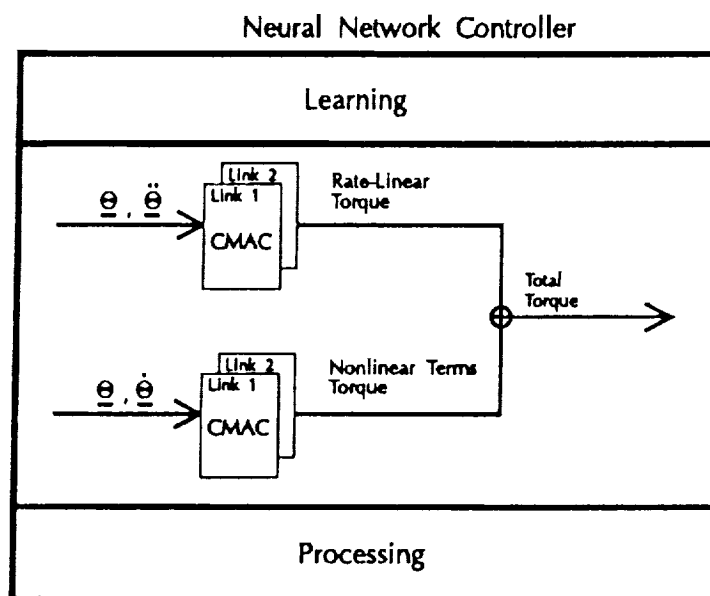 Neural Network Controller
Learning
Θ, Θ̈
Link 2
Link 1
CMAC
Rate-Linear
Torque
Total
Torque
Θ, Θ̇
Link 2
Link 1
CMAC
Nonlinear Terms
Torque
Processing